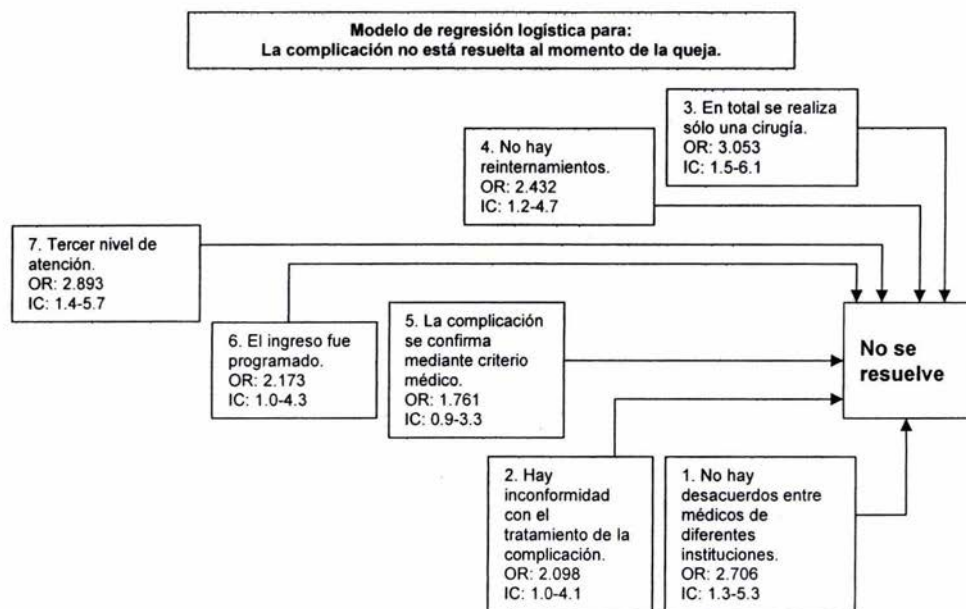 Modelo de regresión logística para:
La complicación no está resuelta al momento de la queja.
3. En total se realiza
sólo una cirugía.
OR: 3.053
IC: 1.5-6.1
4. No hay
reinternamientos.
OR: 2.432
IC: 1.2-4.7
7. Tercer nivel de
atención.
OR: 2.893
IC: 1.4-5.7
6. El ingreso fue
programado.
OR: 2.173
IC: 1.0-4.3
5. La complicación
se confirma
mediante criterio
médico.
OR: 1.761
IC: 0.9-3.3
No se
resuelve
2. Hay
inconformidad
con el
tratamiento de la
complicación.
OR: 2.098
IC: 1.0-4.1
1. No hay
desacuerdos entre
médicos de
diferentes
instituciones.
OR: 2.706
IC: 1.3-5.3